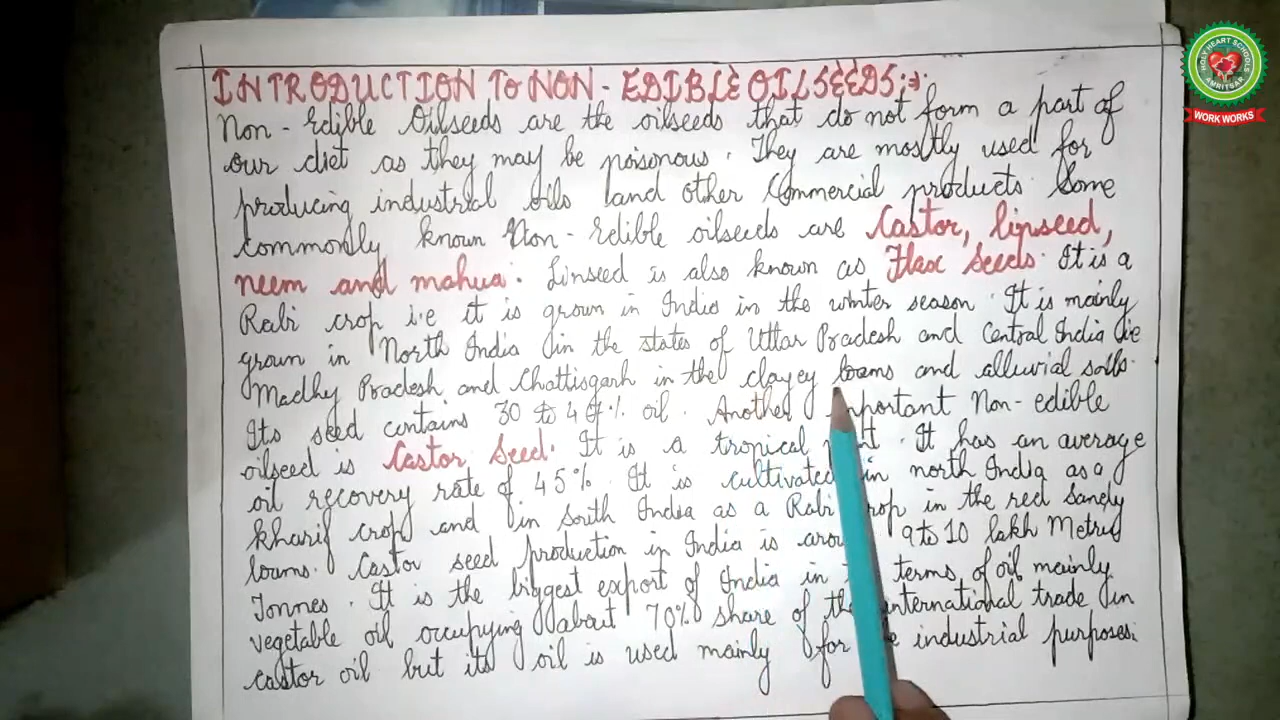 INTRODUCTION TO NON - EDIBLE OILSEEDS :→
Non - Edible Oilseeds are the oilseeds that do not form a part of
our diet as they may be poisonous. They are mostly used for
producing industrial oils and other Commercial products. Some
commonly known Non - Edible oilseeds are Castor, linseed,
neem and mahua. Linseed is also known as Flax Seeds. It is a
Rabi crop i.e it is grown in India in the winter season. It is mainly
grown in North India in the states of Uttar Pradesh and Central India i.e
Madhy Pradesh and Chattisgarh in the clayey loams and alluvial soils.
Its seed contains 30 to % oil. Another important Non - edible
oilseed is Castor Seed. It is a tropical . It has an average
oil recovery rate of 45%. It is cultivated in north India as a
kharif crop and in South India as a Rabi crop in the red Sandy
loams. Castor seed production in India is 9 to 10 lakh Metric
Tonnes. It is the biggest export of India in terms of oil mainly
vegetable oil occupying about 70% share of the international trade in
castor oil but its oil is used mainly for industrial purposes.
HOLY HEART SCHOOLS
AMRITSAR
WORK WORKS